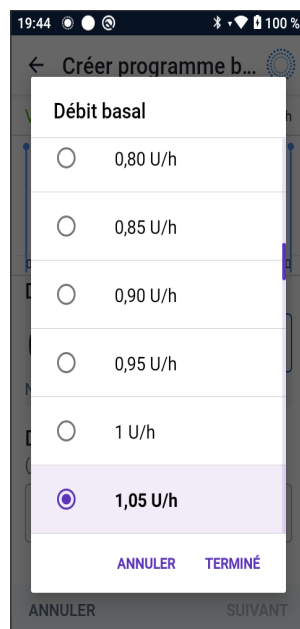 19:44 100 %
Créer programme b...
Débit basal
0,80 U/h
0,85 U/h
0,90 U/h
0,95 U/h
1 U/h
1,05 U/h
ANNULER TERMINÉ
ANNULER SUIVANT